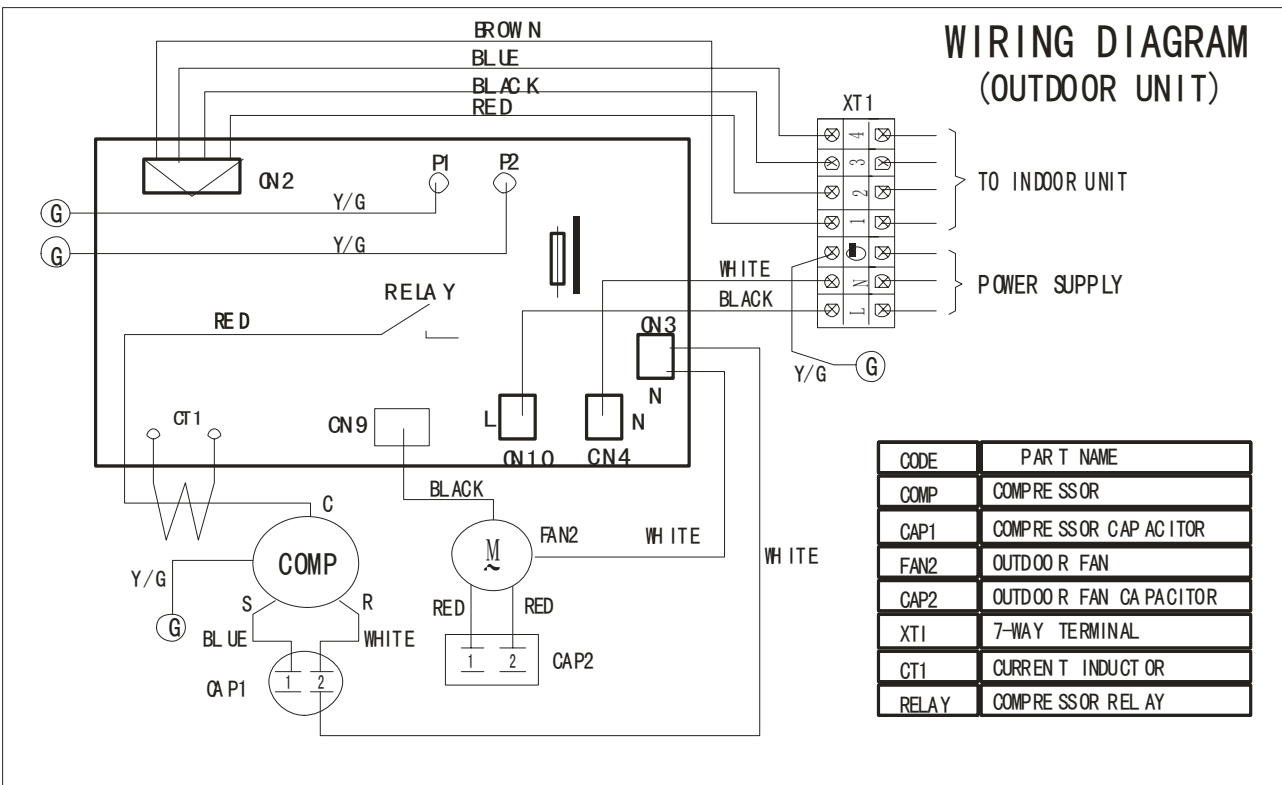 WIRING DIAGRAM
(OUTDOOR UNIT)
BROWN
BLUE
BLACK
RED
XT1
4
3
2
1
N
L
TO INDOOR UNIT
POWER SUPPLY
CN2
P1
P2
G
Y/G
G
Y/G
RELAY
RED
WHITE
BLACK
CN3
N
Y/G
G
CT1
CN9
L
CN10
N
CN4
BLACK
C
COMP
Y/G
G
S
R
BLUE
WHITE
CAP1
1
2
M
~
FAN2
WHITE
WHITE
RED
RED
1
2
CAP2
CODE PART NAME
COMP COMPRESSOR
CAP1 COMPRESSOR CAPACITOR
FAN2 OUTDOOR FAN
CAP2 OUTDOOR FAN CAPACITOR
XTI 7-WAY TERMINAL
CT1 CURRENT INDUCTOR
RELAY COMPRESSOR RELAY